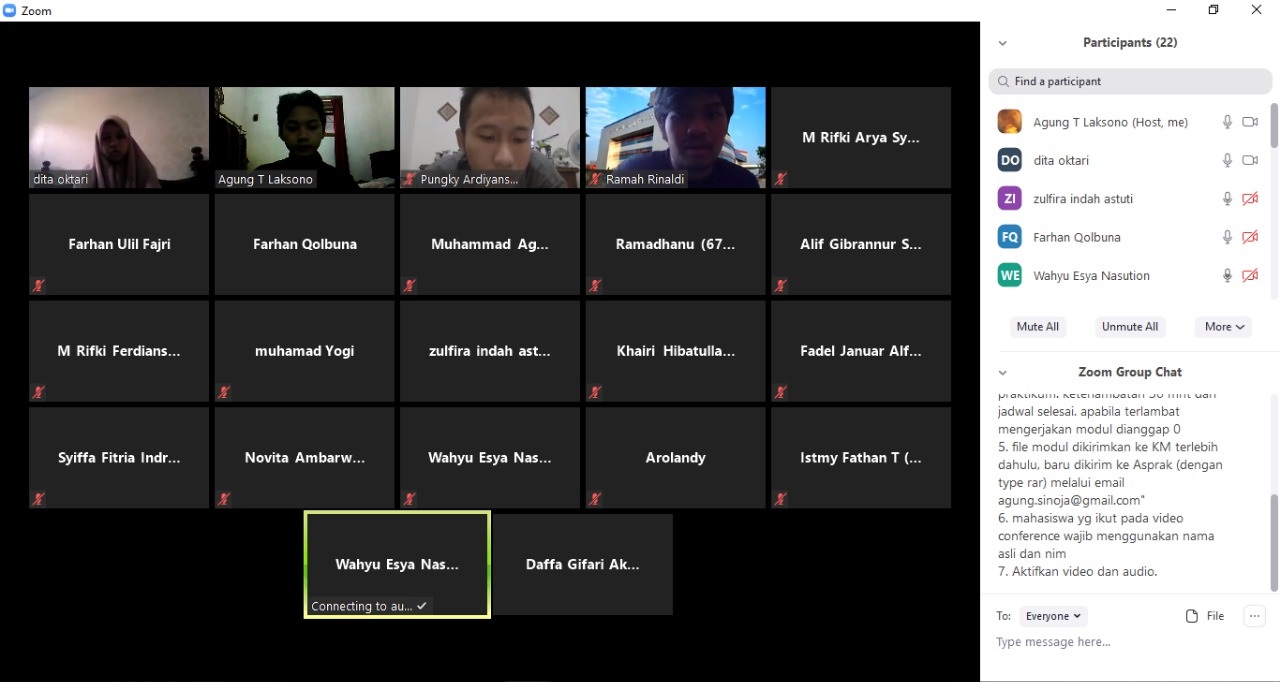 Zoom
dita oktari
Agung T Laksono
Pungky Ardiyans...
Ramah Rinaldi
M Rifki Arya Sy...
Farhan Ulil Fajri
Farhan Qolbuna
Muhammad Ag...
Ramadhanu (67...
Alif Gibrannur S...
M Rifki Ferdians...
muhamad Yogi
zulfira indah ast...
Khairi Hibatulla...
Fadel Januar Alf...
Syiffa Fitria Indr...
Novita Ambarw...
Wahyu Esya Nas...
Arolandy
Istmy Fathan T (...
Wahyu Esya Nas...
Connecting to au...
Daffa Gifari Ak...
Participants (22)
Find a participant
Agung T Laksono (Host, me)
DO dita oktari
ZI zulfira indah astuti
FQ Farhan Qolbuna
WE Wahyu Esya Nasution
Mute All Unmute All More
Zoom Group Chat
jadwal selesai. apabila terlambat
mengerjakan modul dianggap 0
5. file modul dikirimkan ke KM terlebih
dahulu, baru dikirim ke Asprak (dengan
type rar) melalui email
agung.sinoja@gmail.com"
6. mahasiswa yg ikut pada video
conference wajib menggunakan nama
asli dan nim
7. Aktifkan video dan audio.
To: Everyone File ...
Type message here...